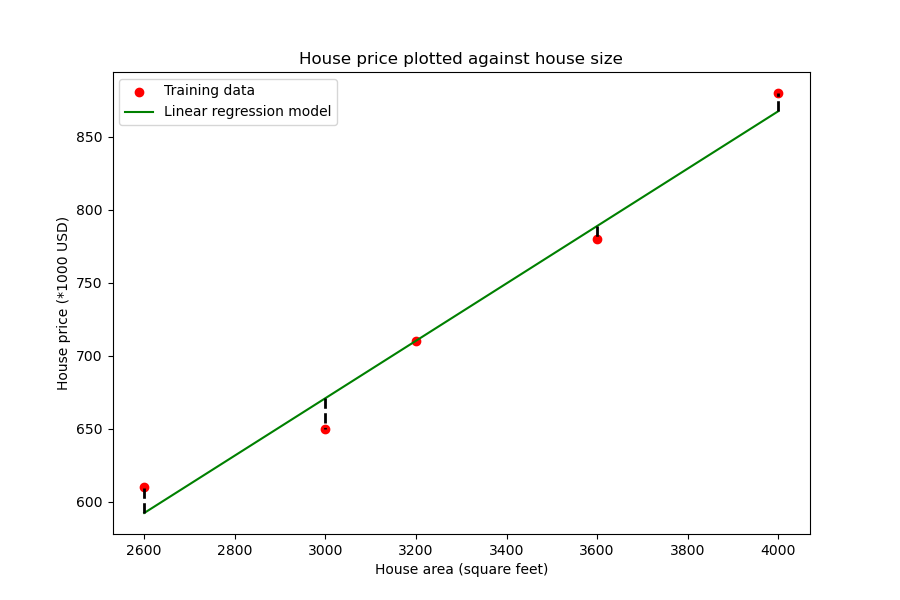 House price plotted against house size
Training data
Linear regression model
850
800
750
700
650
600
House price (*1000 USD)
2600 2800 3000 3200 3400 3600 3800 4000
House area (square feet)